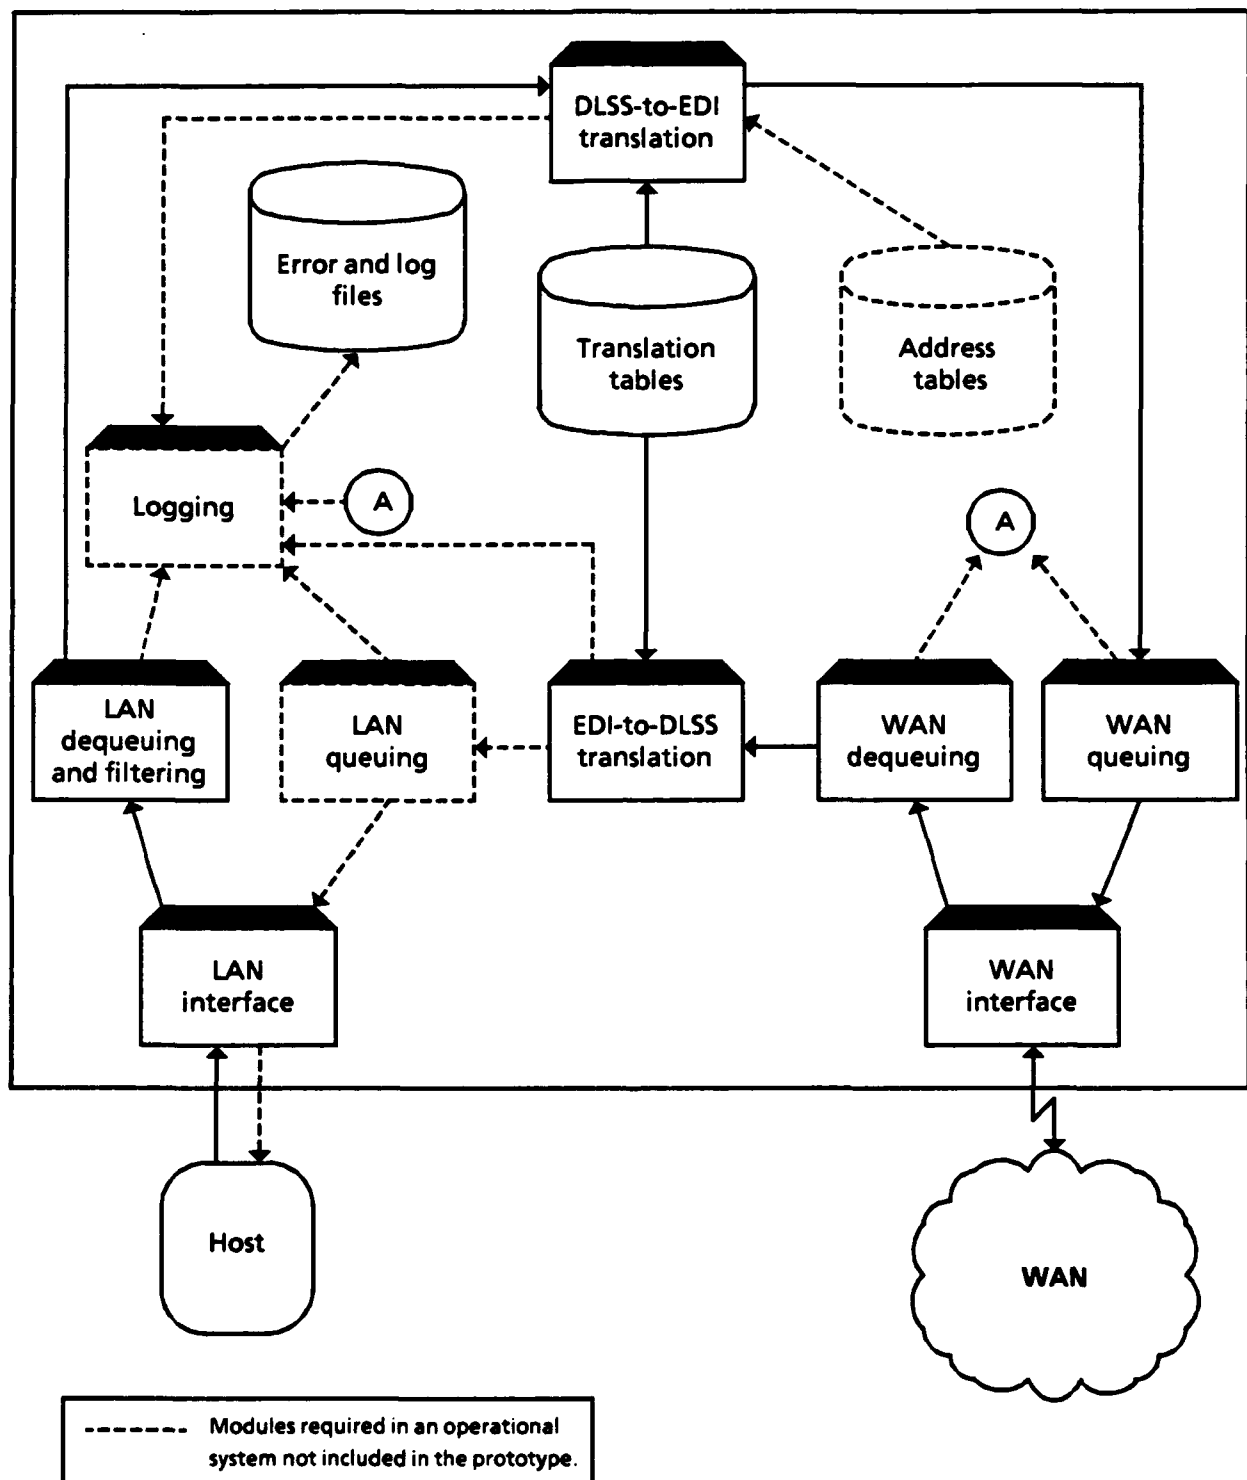 DLSS-to-EDI
translation
Error and log
files
Translation
tables
Address
tables
Logging
A
A
LAN
dequeuing
and filtering
LAN
queuing
EDI-to-DLSS
translation
WAN
dequeuing
WAN
queuing
LAN
interface
WAN
interface
Host
WAN
Modules required in an operational
system not included in the prototype.